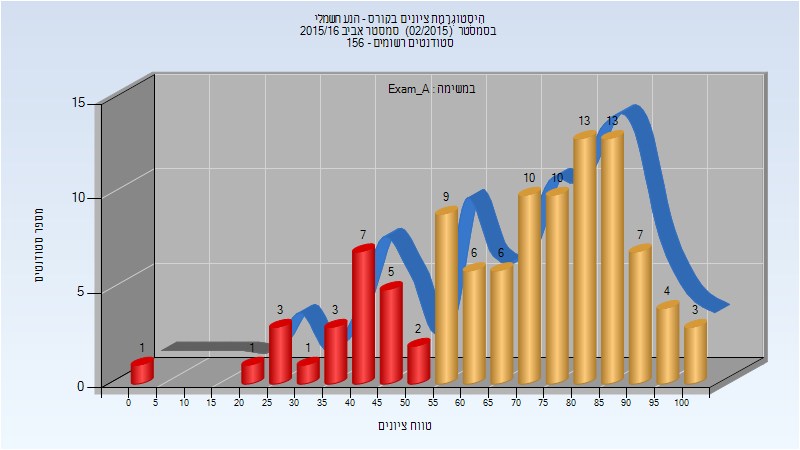 היסטוגרמת ציונים בקורס - הנע חשמלי
בסמסטר (02/2015) סמסטר אביב 2015/16
סטודנטים רשומים - 156
במשימה : Exam_A
מספר סטודנטים
15
10
5
0
1 1 3 1 3 7 5 2 9 6 6 10 10 13 13 7 4 3
0 5 10 15 20 25 30 35 40 45 50 55 60 65 70 75 80 85 90 95 100
טווח ציונים